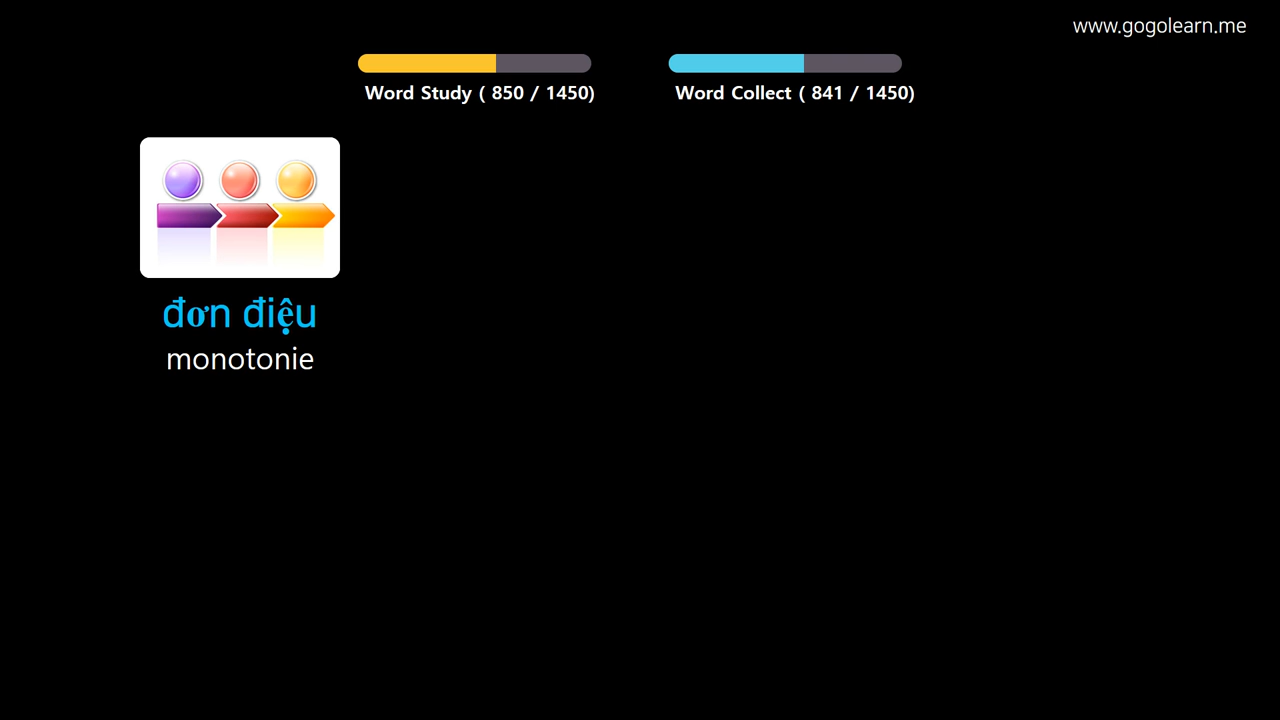 www.gogolearn.me
Word Study ( 850 / 1450)
Word Collect ( 841 / 1450)
đơn điệu
monotonie